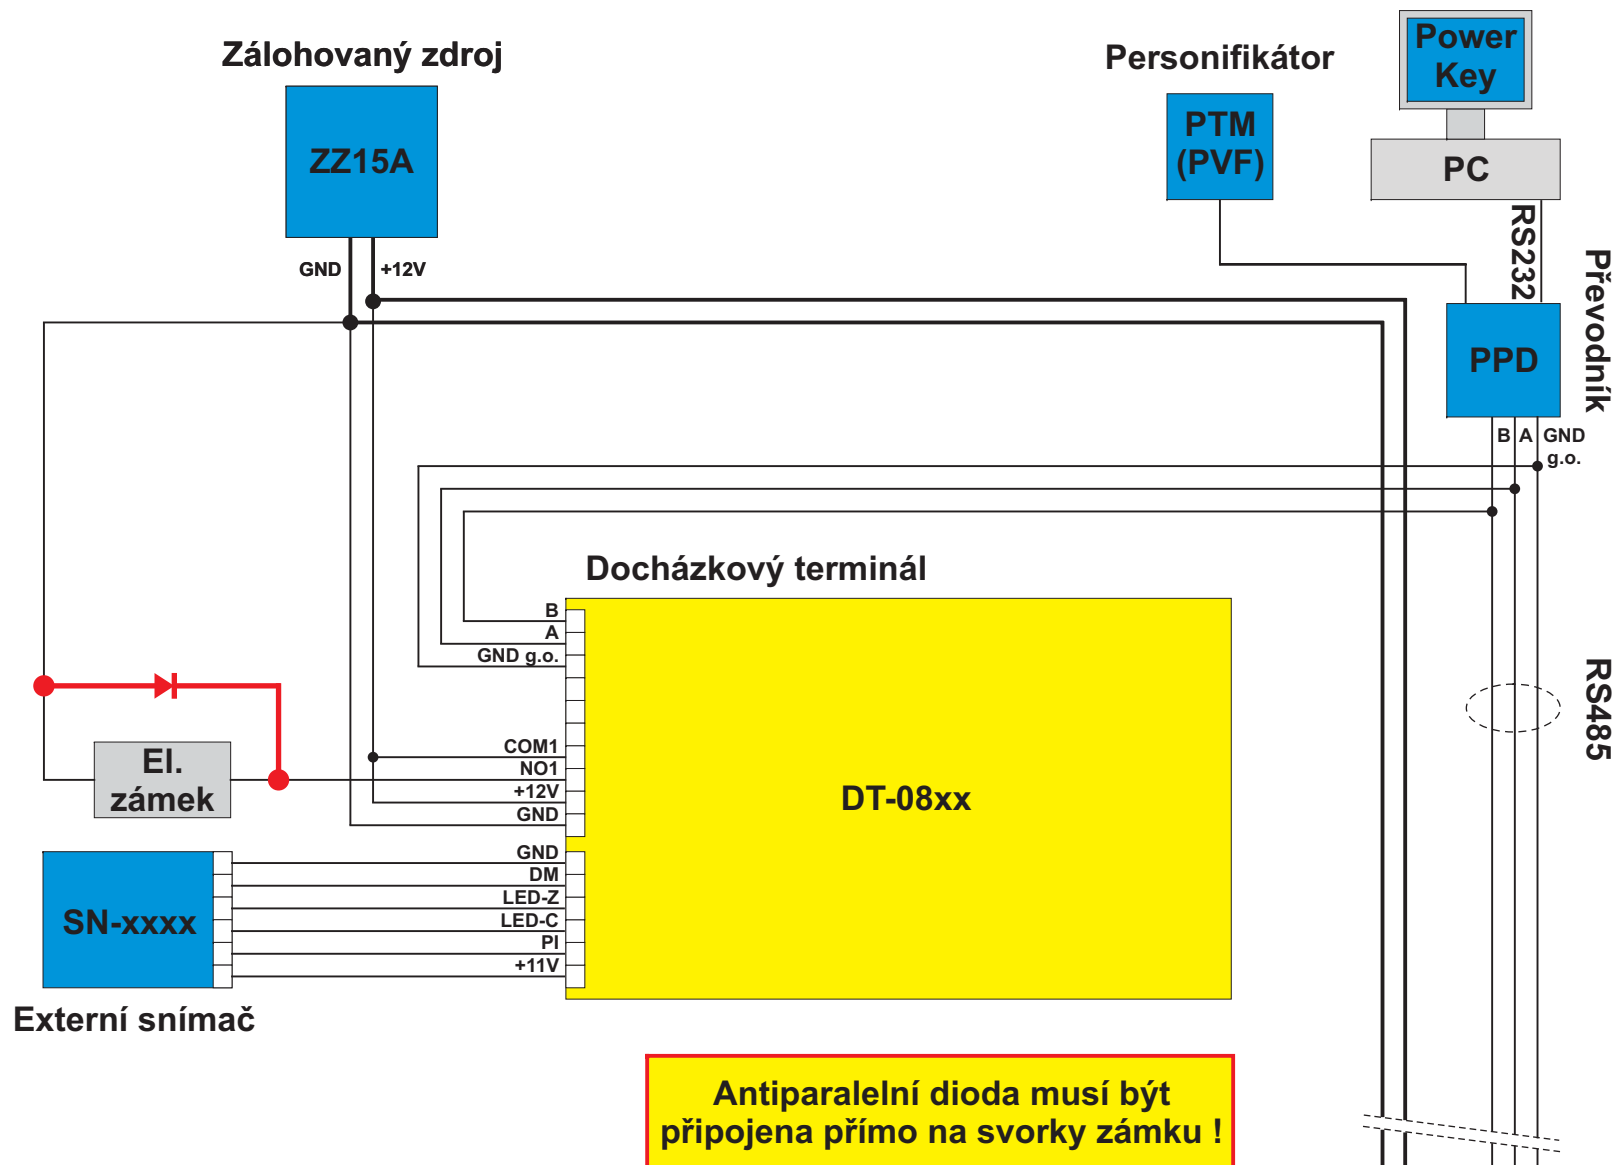 Zálohovaný zdroj
ZZ15A
GND
+12V
Personifikátor
PTM
(PVF)
Power
Key
PC
RS232
Převodník
PPD
B A GND
g.o.
RS485
Docházkový terminál
B
A
GND g.o.
COM1
NO1
+12V
GND
GND
DM
LED-Z
LED-C
PI
+11V
DT-08xx
El.
zámek
SN-xxxx
Externí snímač
Antiparalelní dioda musí být
připojena přímo na svorky zámku !